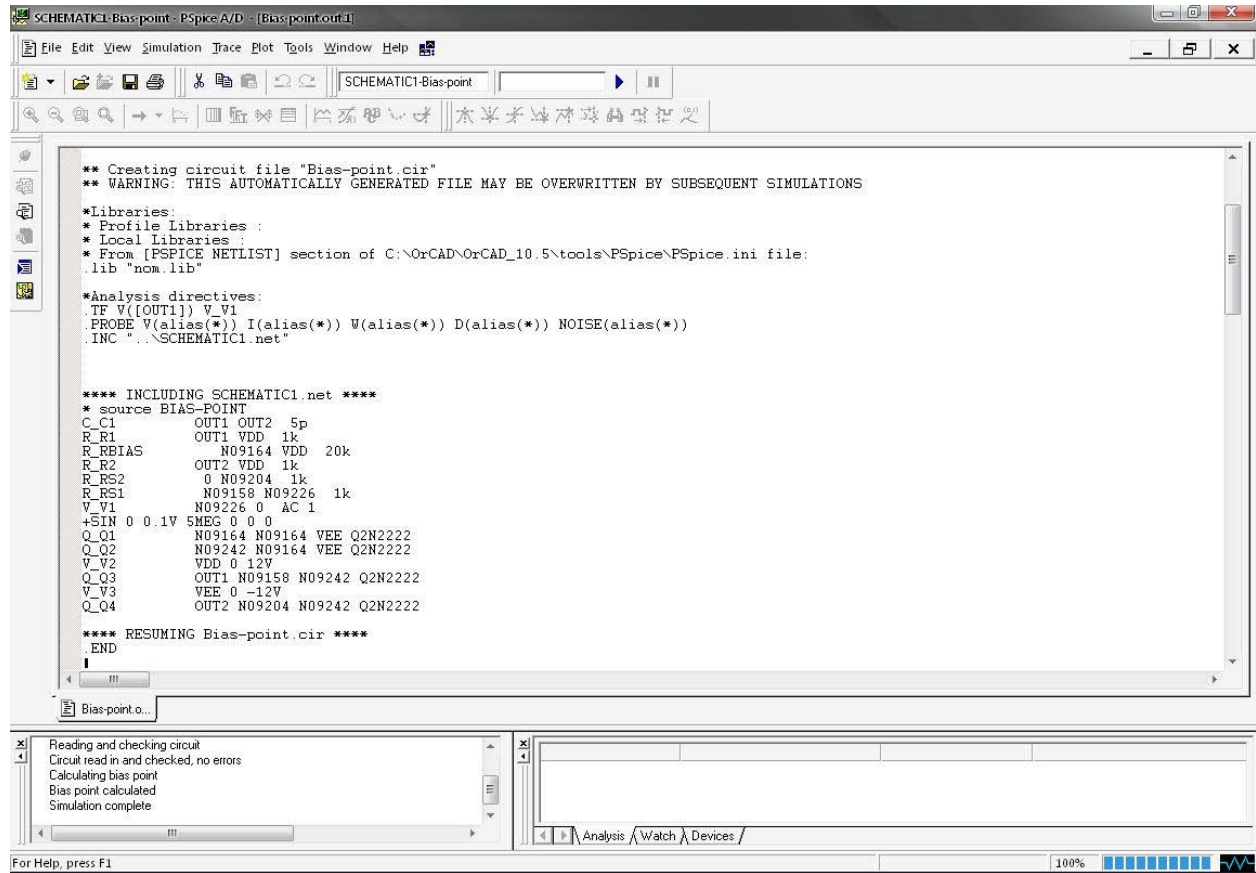 SCHEMATIC1-Bias-point - PSpice A/D - [Bias-point.out.1]
File Edit View Simulation Trace Plot Tools Window Help
SCHEMATIC1-Bias-point
** Creating circuit file "Bias-point.cir"
** WARNING: THIS AUTOMATICALLY GENERATED FILE MAY BE OVERWRITTEN BY SUBSEQUENT SIMULATIONS
*Libraries:
* Profile Libraries :
* Local Libraries :
* From [PSPICE NETLIST] section of C:\OrCAD\OrCAD_10.5\tools\PSpice\PSpice.ini file:
.lib "nom.lib"
*Analysis directives:
.TF V([OUT1]) V_V1
.PROBE V(alias(*)) I(alias(*)) W(alias(*)) D(alias(*)) NOISE(alias(*))
.INC "..\SCHEMATIC1.net"
**** INCLUDING SCHEMATIC1.net ****
* source BIAS-POINT
C_C1 OUT1 OUT2 5p
R_R1 OUT1 VDD 1k
R_RBIAS N09164 VDD 20k
R_R2 OUT2 VDD 1k
R_RS2 0 N09204 1k
R_RS1 N09158 N09226 1k
V_V1 N09226 0 AC 1
+SIN 0 0.1V 5MEG 0 0 0
Q_Q1 N09164 N09164 VEE Q2N2222
Q_Q2 N09242 N09164 VEE Q2N2222
V_V2 VDD 0 12V
Q_Q3 OUT1 N09158 N09242 Q2N2222
V_V3 VEE 0 -12V
Q_Q4 OUT2 N09204 N09242 Q2N2222
**** RESUMING Bias-point.cir ****
.END
Bias-point.o...
Reading and checking circuit
Circuit read in and checked, no errors
Calculating bias point
Bias point calculated
Simulation complete
Analysis Watch Devices
For Help, press F1
100%